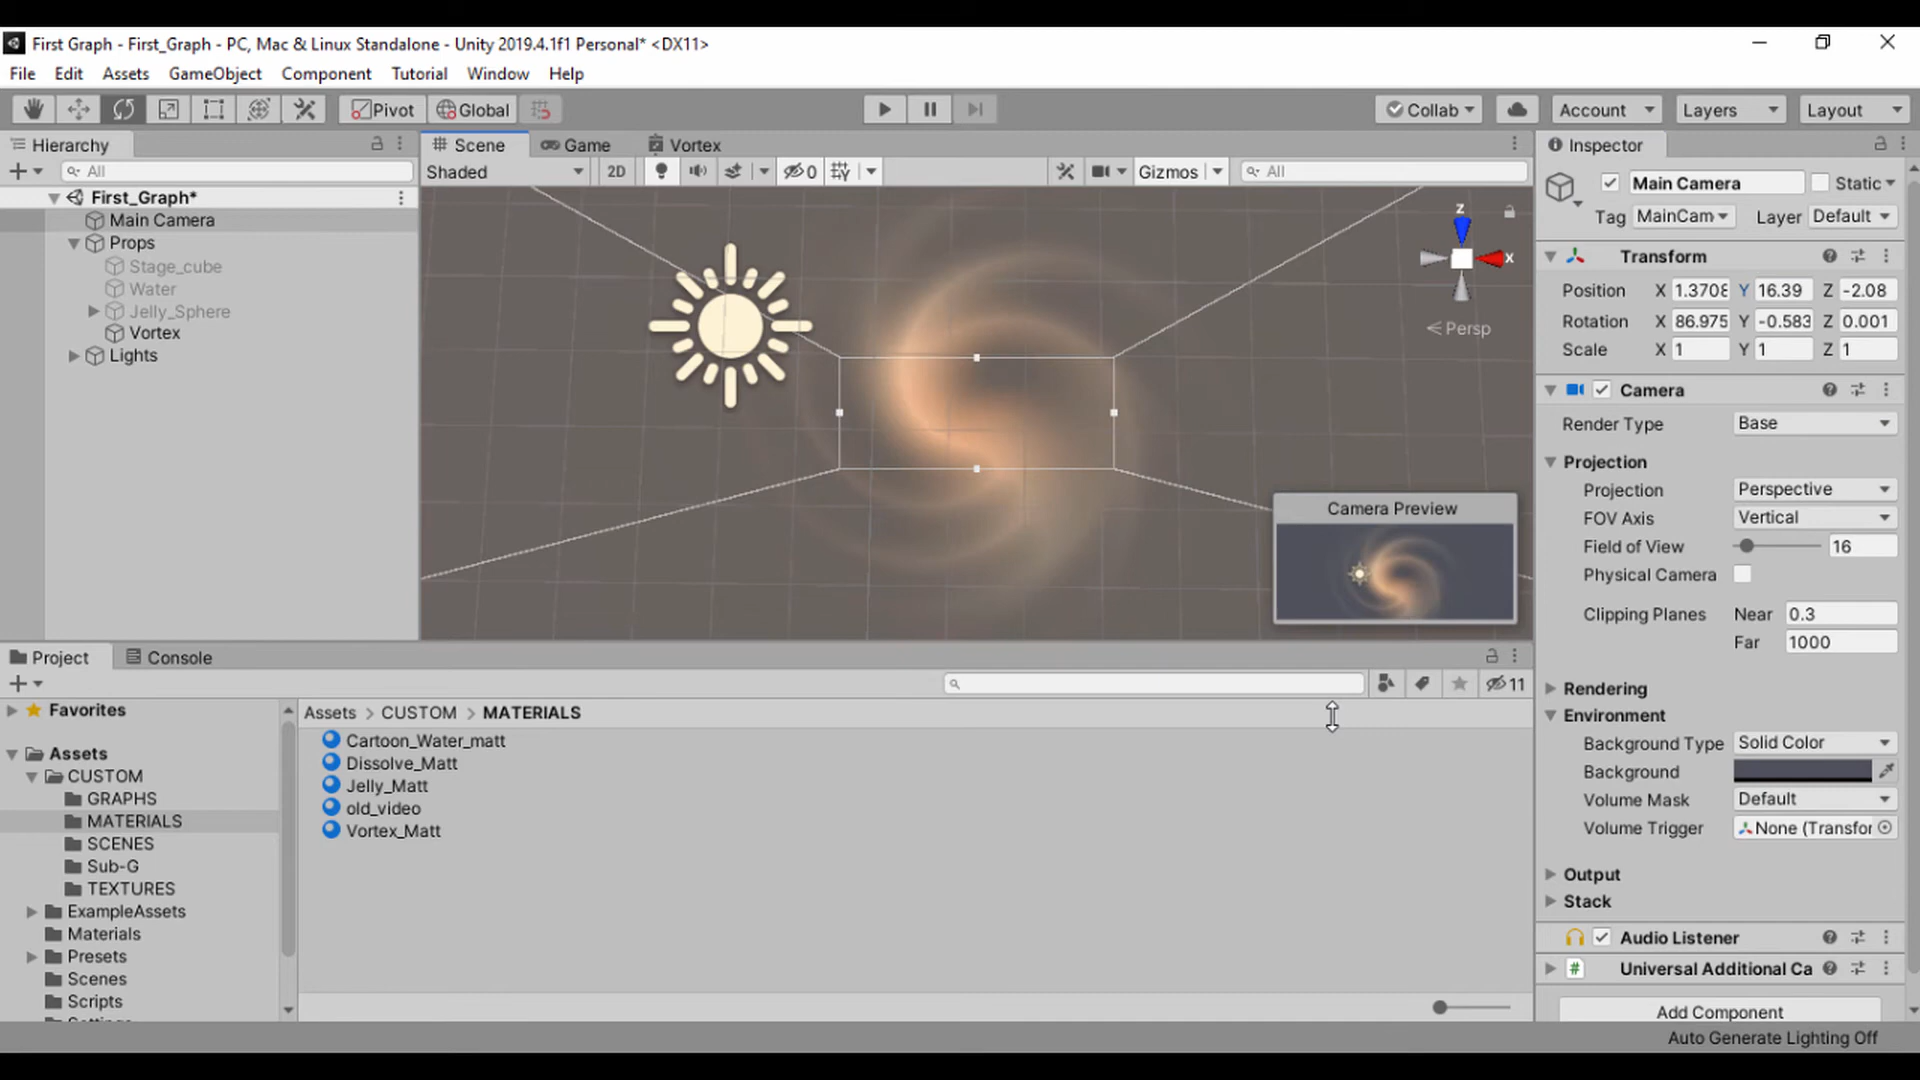 First Graph - First_Graph - PC, Mac & Linux Standalone - Unity 2019.4.1f1 Personal* <DX11>
File Edit Assets GameObject Component Tutorial Window Help
Pivot Global Collab Account Layers Layout
Hierarchy
All
First_Graph*
Main Camera
Props
Stage_cube
Water
Jelly_Sphere
Vortex
Lights
Scene Game Vortex
Shaded 2D 0 Gizmos All
z
x
Persp
Camera Preview
Inspector
Main Camera Static
Tag MainCam Layer Default
Transform
Position X 1.3708 Y 16.39 Z -2.08
Rotation X 86.975 Y -0.583 Z 0.001
Scale X 1 Y 1 Z 1
Camera
Render Type Base
Projection
Projection Perspective
FOV Axis Vertical
Field of View 16
Physical Camera
Clipping Planes Near 0.3
Far 1000
Rendering
Environment
Background Type Solid Color
Background
Volume Mask Default
Volume Trigger None (Transfor
Output
Stack
Audio Listener
# Universal Additional Ca
Add Component
Project Console
11
Favorites
Assets
CUSTOM
GRAPHS
MATERIALS
SCENES
Sub-G
TEXTURES
ExampleAssets
Materials
Presets
Scenes
Scripts
Assets > CUSTOM > MATERIALS
Cartoon_Water_matt
Dissolve_Matt
Jelly_Matt
old_video
Vortex_Matt
Auto Generate Lighting Off